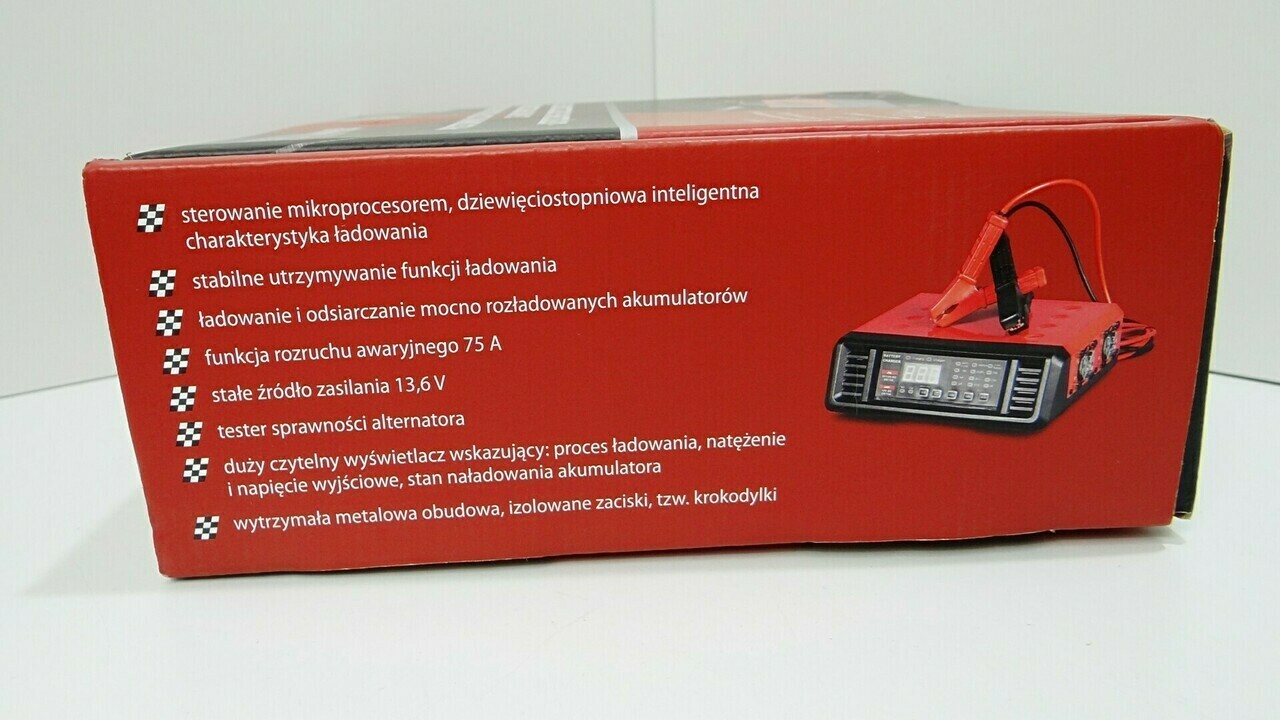 sterowanie mikroprocesorem, dziewięciostopniowa inteligentna
charakterystyka ładowania
stabilne utrzymywanie funkcji ładowania
ładowanie i odsiarczanie mocno rozładowanych akumulatorów
funkcja rozruchu awaryjnego 75 A
stałe źródło zasilania 13,6 V
tester sprawności alternatora
duży czytelny wyświetlacz wskazujący: proces ładowania, natężenie
i napięcie wyjściowe, stan naładowania akumulatora
wytrzymała metalowa obudowa, izolowane zaciski, tzw. krokodylki
BATTERY
CHARGER